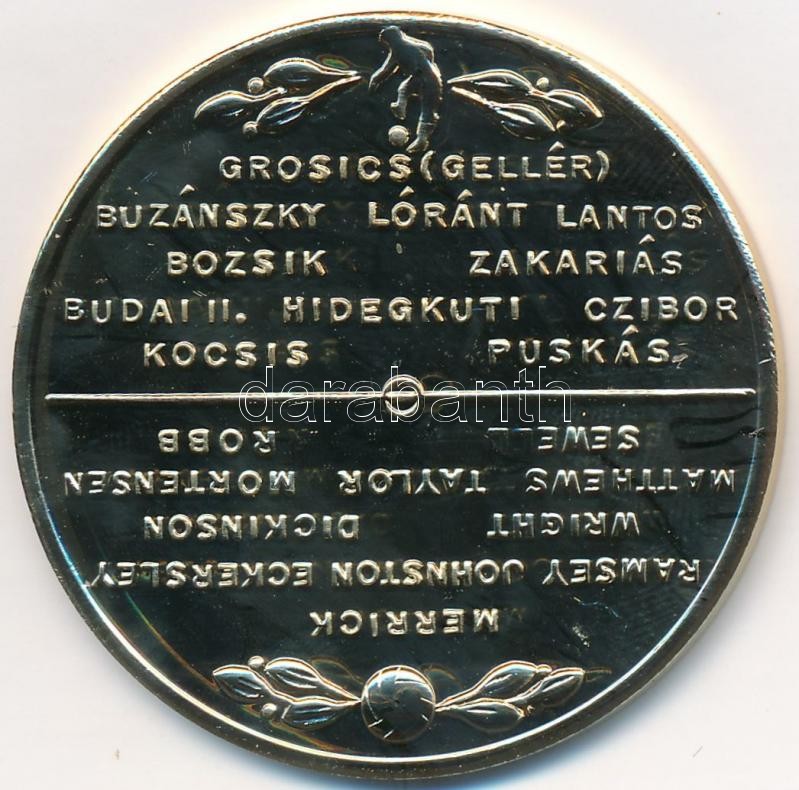 GROSICS (GELLÉR)
BUZÁNSZKY LÓRÁNT LANTOS
BOZSIK ZAKARIÁS
BUDAI II. HIDEGKUTI CZIBOR
KOCSIS PUSKÁS
darabanth
MERRICK
RAMSEY JOHNSTON ECKERSLEY
WRIGHT DICKINSON
MATTHEWS TAYLOR MORTENSEN
SEWELL ROBB